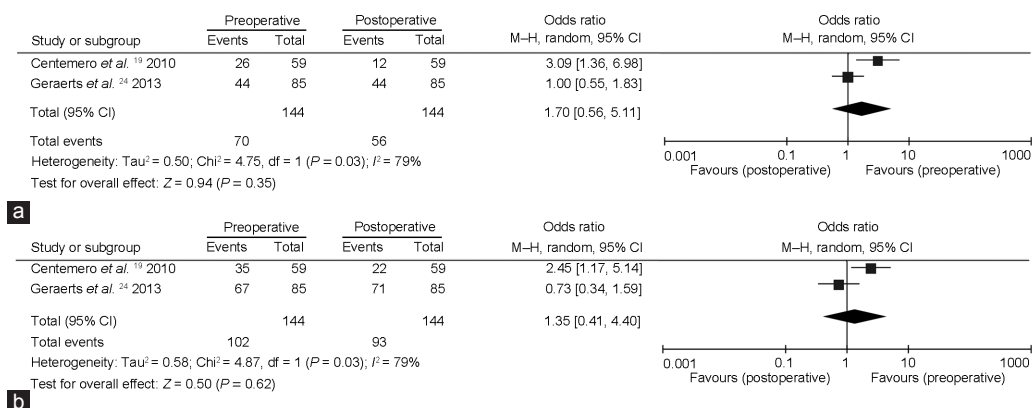 Preoperative Postoperative Odds ratio Odds ratio
Study or subgroup Events Total Events Total M–H, random, 95% CI M–H, random, 95% CI
Centemero et al. 19 2010 26 59 12 59 3.09 [1.36, 6.98]
Geraerts et al. 24 2013 44 85 44 85 1.00 [0.55, 1.83]
Total (95% CI) 144 144 1.70 [0.56, 5.11]
Total events 70 56
Heterogeneity: Tau² = 0.50; Chi² = 4.75, df = 1 (P = 0.03); I² = 79%
Test for overall effect: Z = 0.94 (P = 0.35)
0.001 0.1 1 10 1000
Favours (postoperative) Favours (preoperative)
a
Preoperative Postoperative Odds ratio Odds ratio
Study or subgroup Events Total Events Total M–H, random, 95% CI M–H, random, 95% CI
Centemero et al. 19 2010 35 59 22 59 2.45 [1.17, 5.14]
Geraerts et al. 24 2013 67 85 71 85 0.73 [0.34, 1.59]
Total (95% CI) 144 144 1.35 [0.41, 4.40]
Total events 102 93
Heterogeneity: Tau² = 0.58; Chi² = 4.87, df = 1 (P = 0.03); I² = 79%
Test for overall effect: Z = 0.50 (P = 0.62)
0.001 0.1 1 10 1000
Favours (postoperative) Favours (preoperative)
b